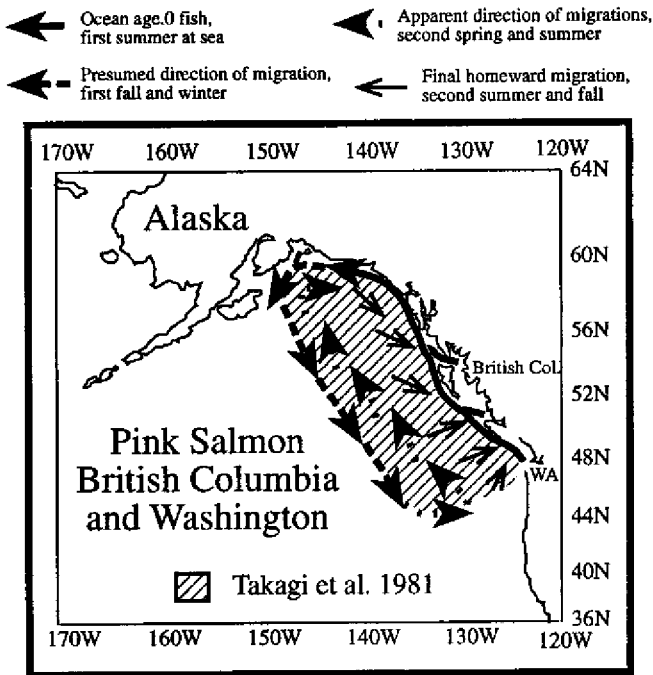 Ocean age.0 fish,
first summer at sea
Apparent direction of migrations,
second spring and summer
Presumed direction of migration,
first fall and winter
Final homeward migration,
second summer and fall
170W 160W 150W 140W 130W 120W
64N
Alaska
60N
56N
British Col.
52N
Pink Salmon
British Columbia
and Washington
48N
WA
44N
Takagi et al. 1981
40N
36N
170W 160W 150W 140W 130W 120W